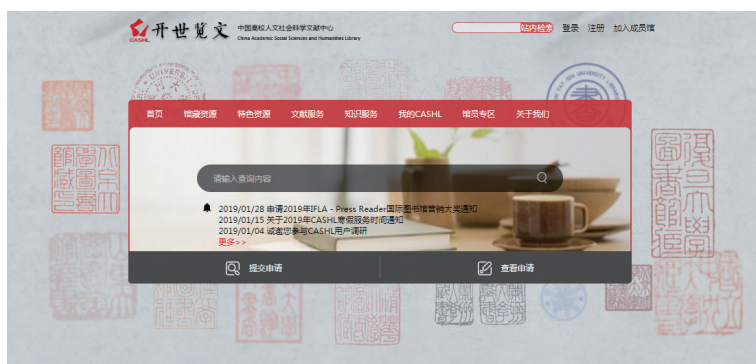 开世览文
CASHL
中国高校人文社会科学文献中心
China Academic Social Sciences and Humanities Library
站内检索 登录 注册 加入成员馆
首页 馆藏资源 特色资源 文献服务 知识服务 我的CASHL 馆员专区 关于我们
请输入查询内容
2019/01/28 申请2019年IFLA - Press Reader国际图书馆营销大奖通知
2019/01/15 关于2019年CASHL寒假服务时间通知
2019/01/04 诚邀您参与CASHL用户调研
更多>>
提交申请 查看申请